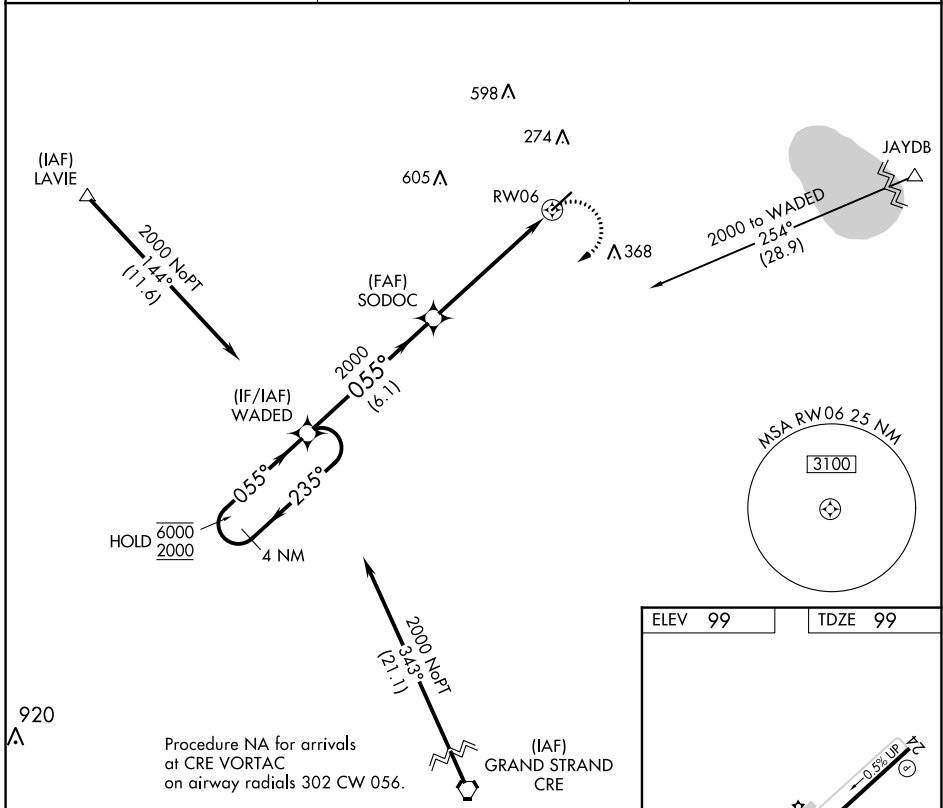 598
274
JAYDB
(IAF)
LAVIE
605
RW06
2000 to WADED
254°
(28.9)
368
2000 NoPT
144°
(11.6)
(FAF)
SODOC
2000
055°
(6.1)
(IF/IAF)
WADED
MSA RW06 25 NM
3100
055°
235°
HOLD 6000
2000
4 NM
ELEV 99
TDZE 99
2000 NoPT
343°
(21.1)
920
Procedure NA for arrivals
at CRE VORTAC
on airway radials 302 CW 056.
(IAF)
GRAND STRAND
CRE
0.5% UP
24
P